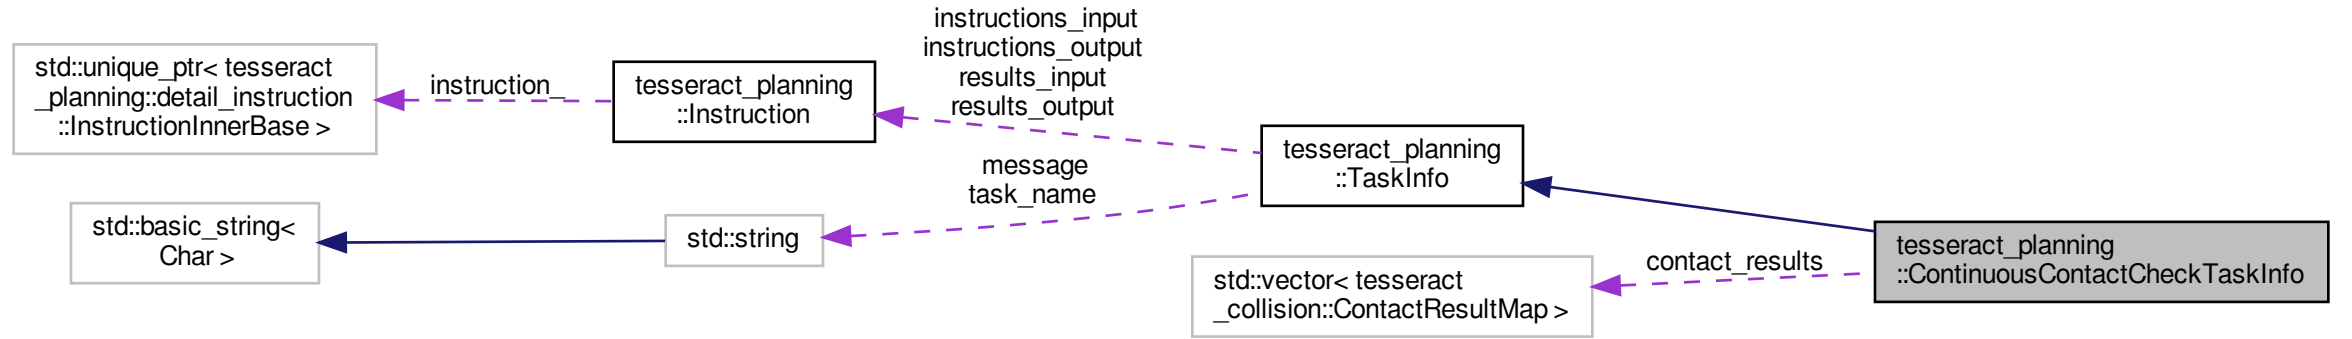 std::unique_ptr< tesseract
_planning::detail_instruction
::InstructionInnerBase >
instruction_
tesseract_planning
::Instruction
instructions_input
instructions_output
results_input
results_output
tesseract_planning
::TaskInfo
message
task_name
std::basic_string<
Char >
std::string
tesseract_planning
::ContinuousContactCheckTaskInfo
contact_results
std::vector< tesseract
_collision::ContactResultMap >